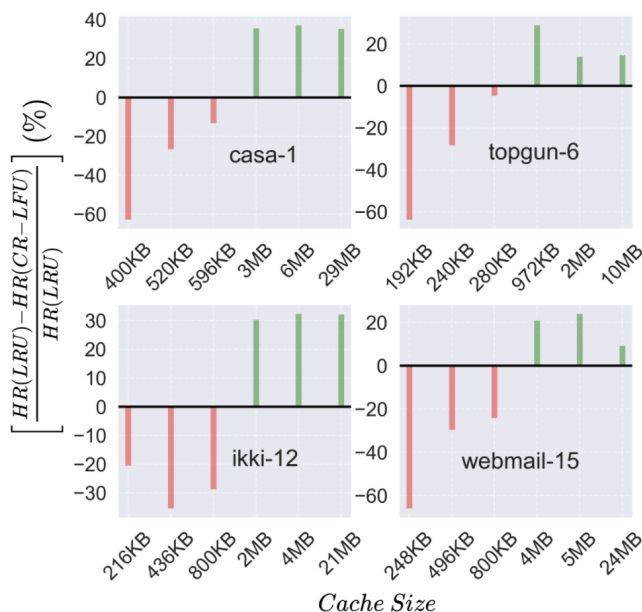 [HR(LRU)−HR(CR−LFU) / HR(LRU)] (%)
40
20
0
−20
−40
−60
casa-1
400KB 520KB 596KB 3MB 6MB 29MB
20
0
−20
−40
−60
topgun-6
192KB 240KB 280KB 972KB 2MB 10MB
30
20
10
0
−10
−20
−30
ikki-12
216KB 436KB 800KB 2MB 4MB 21MB
20
0
−20
−40
−60
webmail-15
248KB 496KB 800KB 4MB 5MB 24MB
Cache Size